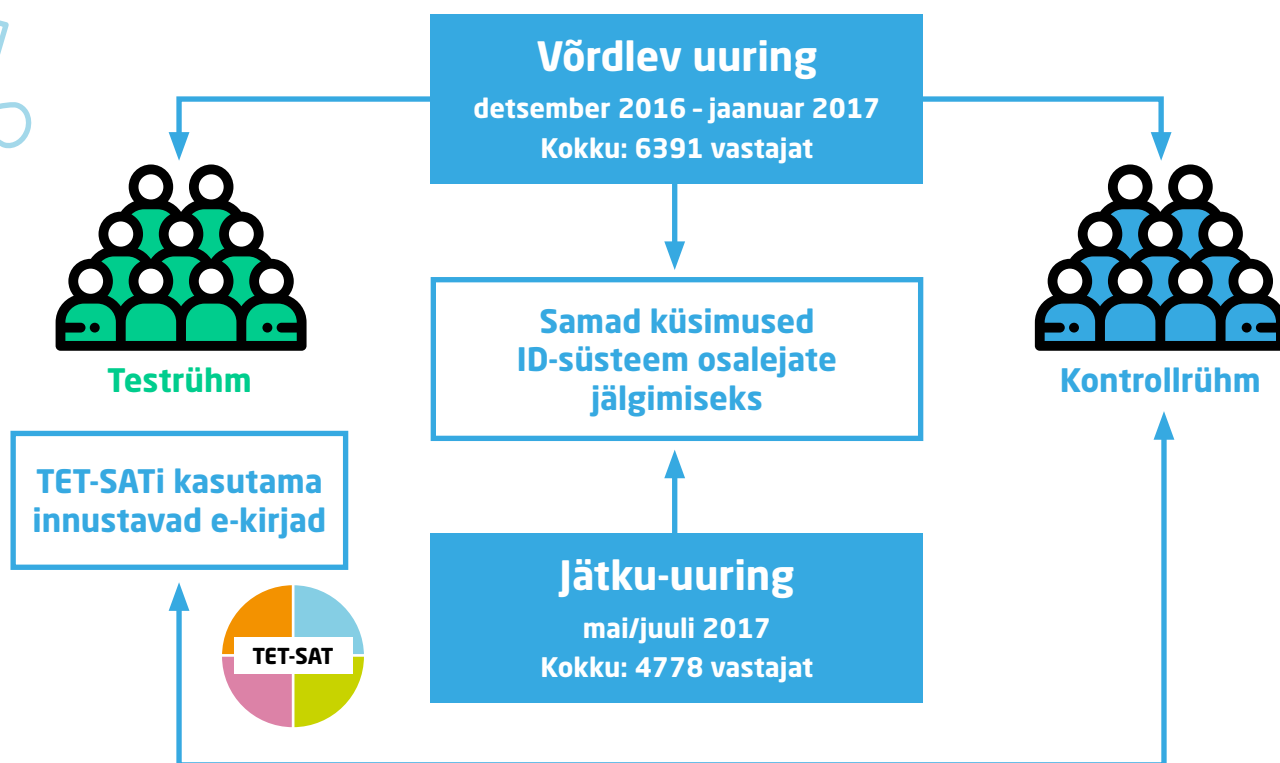 Võrdlev uuring
detsember 2016 - jaanuar 2017
Kokku: 6391 vastajat
Testrühm
Samad küsimused
ID-süsteem osalejate
jälgimiseks
Kontrollrühm
TET-SATi kasutama
innustavad e-kirjad
TET-SAT
Jätku-uuring
mai/juuli 2017
Kokku: 4778 vastajat